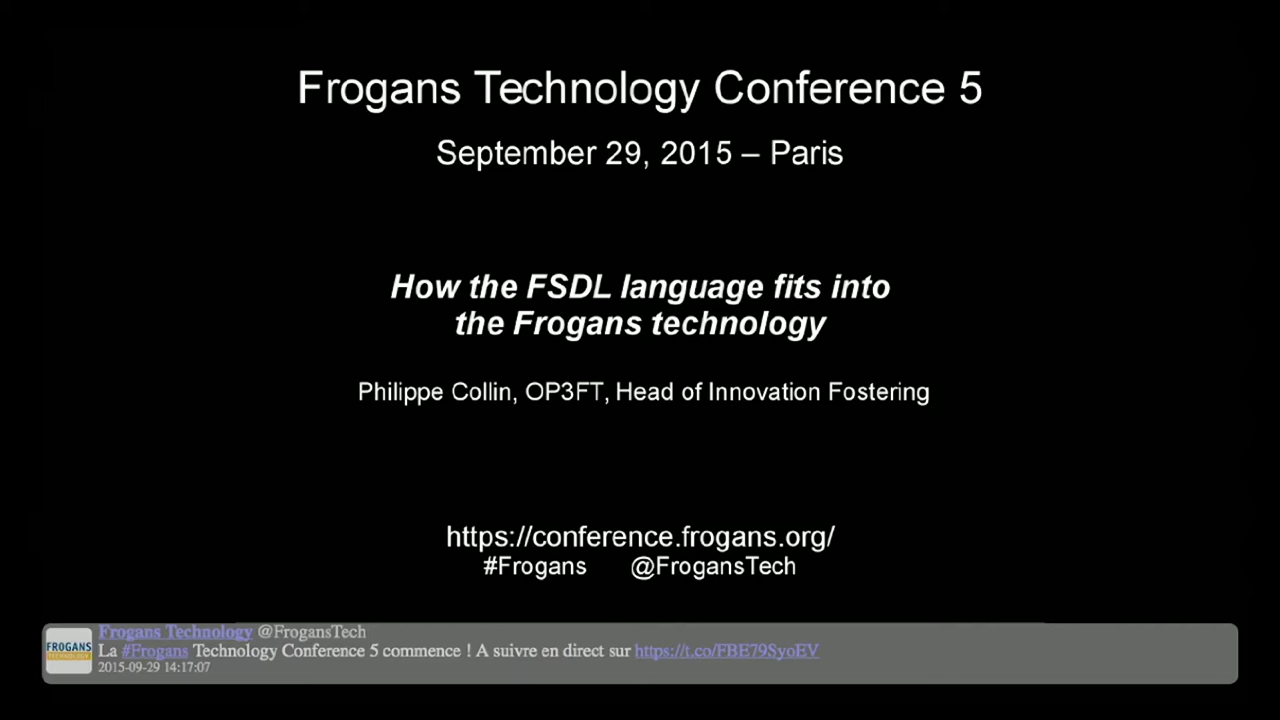 Frogans Technology Conference 5
September 29, 2015 – Paris
How the FSDL language fits into
the Frogans technology
Philippe Collin, OP3FT, Head of Innovation Fostering
https://conference.frogans.org/
#Frogans @FrogansTech
FROGANS
TECHNOLOGY
Frogans Technology @FrogansTech
La #Frogans Technology Conference 5 commence ! A suivre en direct sur https://t.co/FBE79SyoEV
2015-09-29 14:17:07